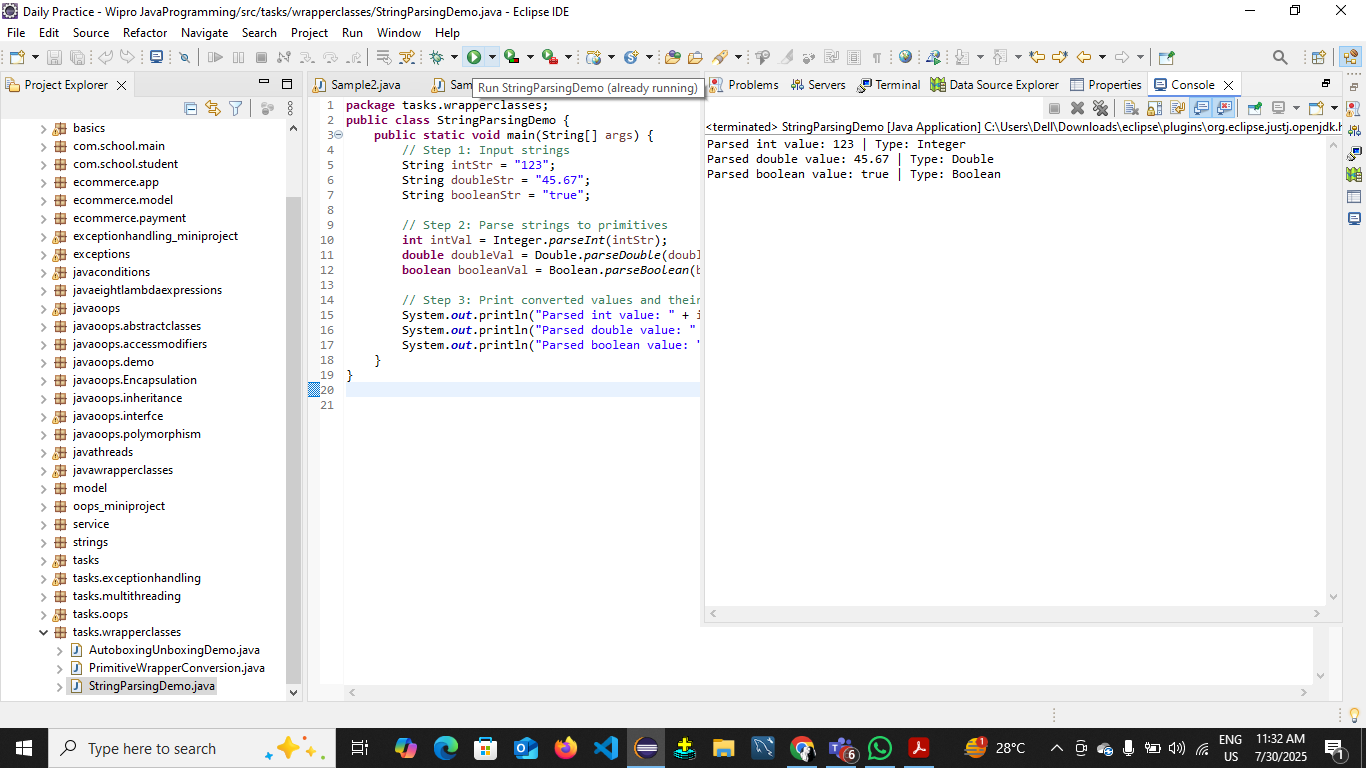 Daily Practice - Wipro JavaProgramming/src/tasks/wrapperclasses/StringParsingDemo.java - Eclipse IDE
File Edit Source Refactor Navigate Search Project Run Window Help
Project Explorer
Sample2.java
Sam
Run StringParsingDemo (already running)
Problems Servers Terminal Data Source Explorer Properties Console
basics
com.school.main
com.school.student
ecommerce.app
ecommerce.model
ecommerce.payment
exceptionhandling_miniproject
exceptions
javaconditions
javaeightlambdaexpressions
javaoops
javaoops.abstractclasses
javaoops.accessmodifiers
javaoops.demo
javaoops.Encapsulation
javaoops.inheritance
javaoops.interfce
javaoops.polymorphism
javathreads
javawrapperclasses
model
oops_miniproject
service
strings
tasks
tasks.exceptionhandling
tasks.multithreading
tasks.oops
tasks.wrapperclasses
AutoboxingUnboxingDemo.java
PrimitiveWrapperConversion.java
StringParsingDemo.java
1 package tasks.wrapperclasses;
2 public class StringParsingDemo {
3 public static void main(String[] args) {
4 // Step 1: Input strings
5 String intStr = "123";
6 String doubleStr = "45.67";
7 String booleanStr = "true";
8
9 // Step 2: Parse strings to primitives
10 int intVal = Integer.parseInt(intStr);
11 double doubleVal = Double.parseDouble(doubl
12 boolean booleanVal = Boolean.parseBoolean(b
13
14 // Step 3: Print converted values and their
15 System.out.println("Parsed int value: " + i
16 System.out.println("Parsed double value: "
17 System.out.println("Parsed boolean value: "
18 }
19 }
20
21
<terminated> StringParsingDemo [Java Application] C:\Users\Dell\Downloads\eclipse\plugins\org.eclipse.justj.openjdk.h
Parsed int value: 123 | Type: Integer
Parsed double value: 45.67 | Type: Double
Parsed boolean value: true | Type: Boolean
Type here to search
6
1
28°C
ENG
US
11:32 AM
7/30/2025
1